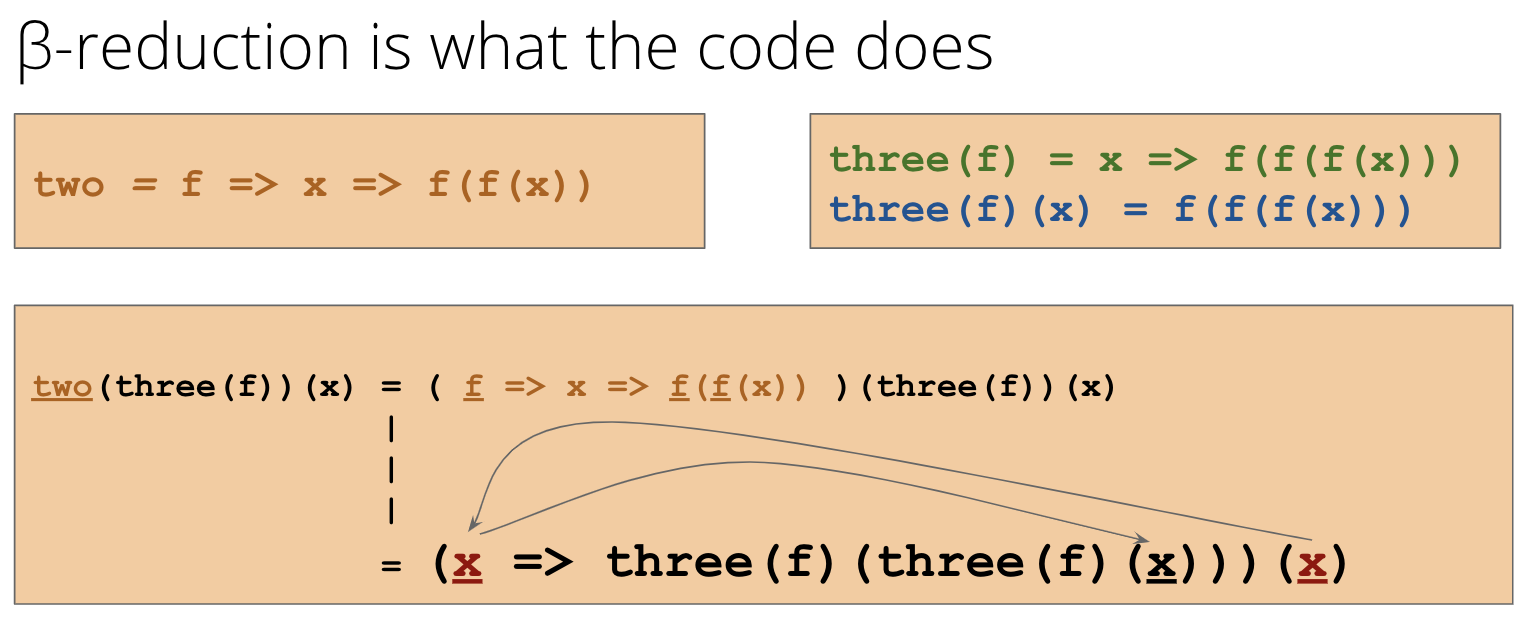 β-reduction is what the code does
two = f => x => f(f(x))
three(f) = x => f(f(f(x)))
three(f)(x) = f(f(f(x)))
two(three(f))(x) = ( f => x => f(f(x)) )(three(f))(x)
|
|
|
= (x => three(f)(three(f)(x)))(x)